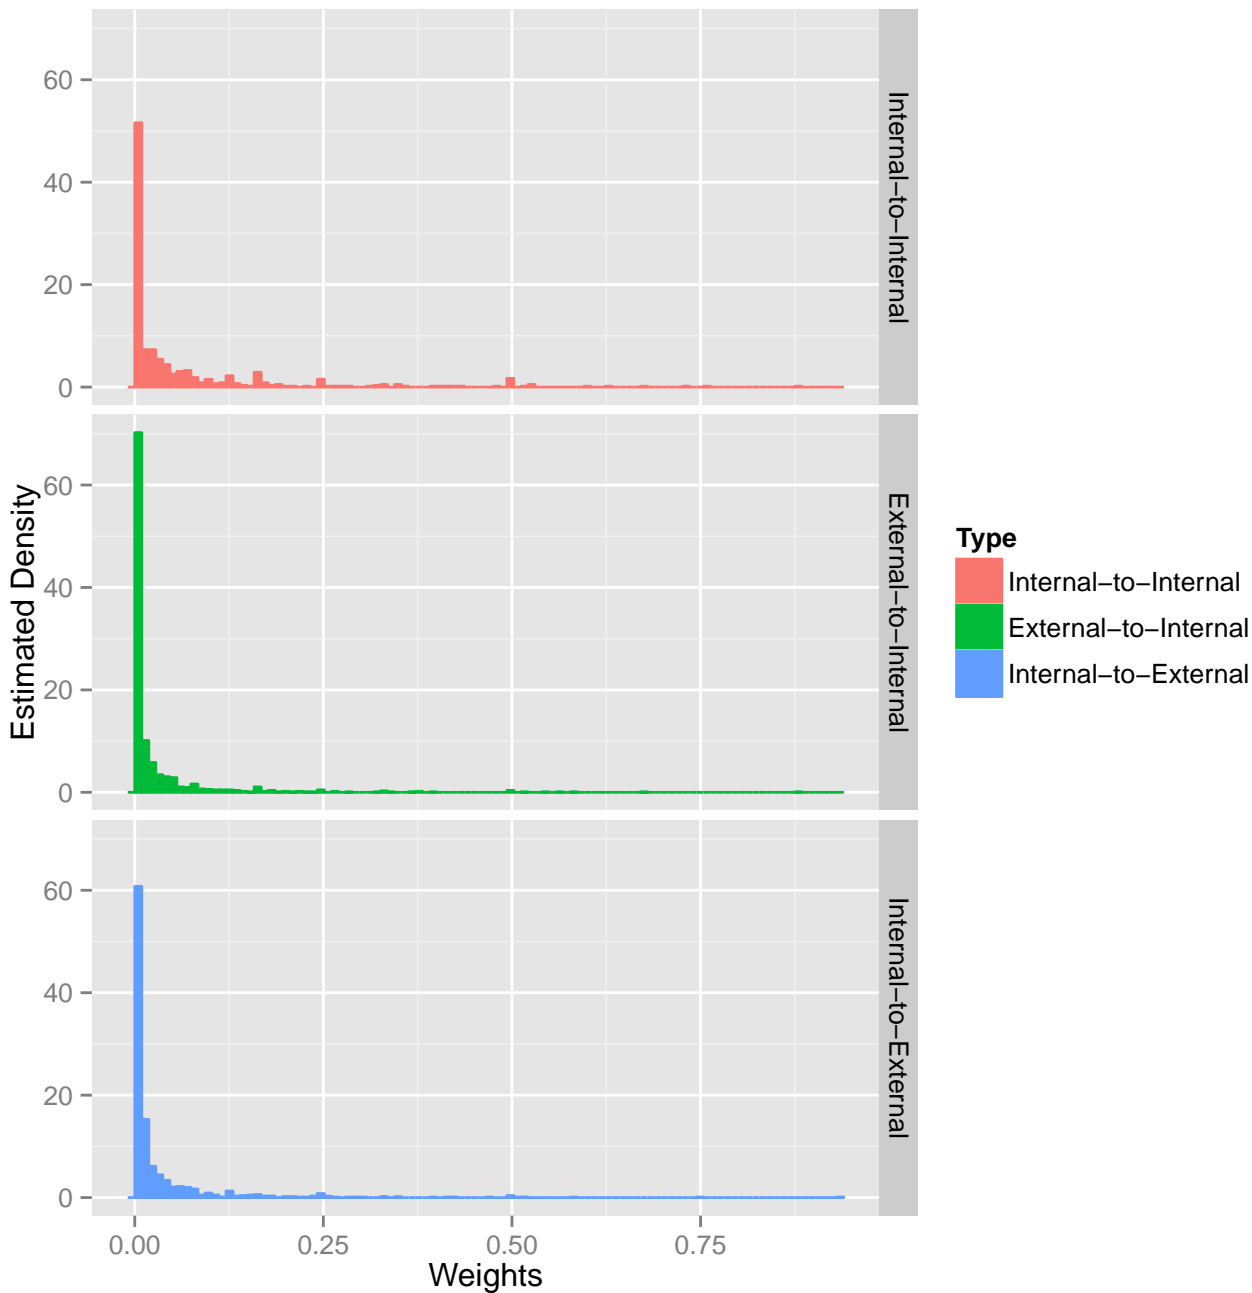 60
40
20
0
Internal−to−Internal
60
40
20
0
External−to−Internal
60
40
20
0
Internal−to−External
0.00 0.25 0.50 0.75
Weights
Estimated Density
Type
Internal−to−Internal
External−to−Internal
Internal−to−External